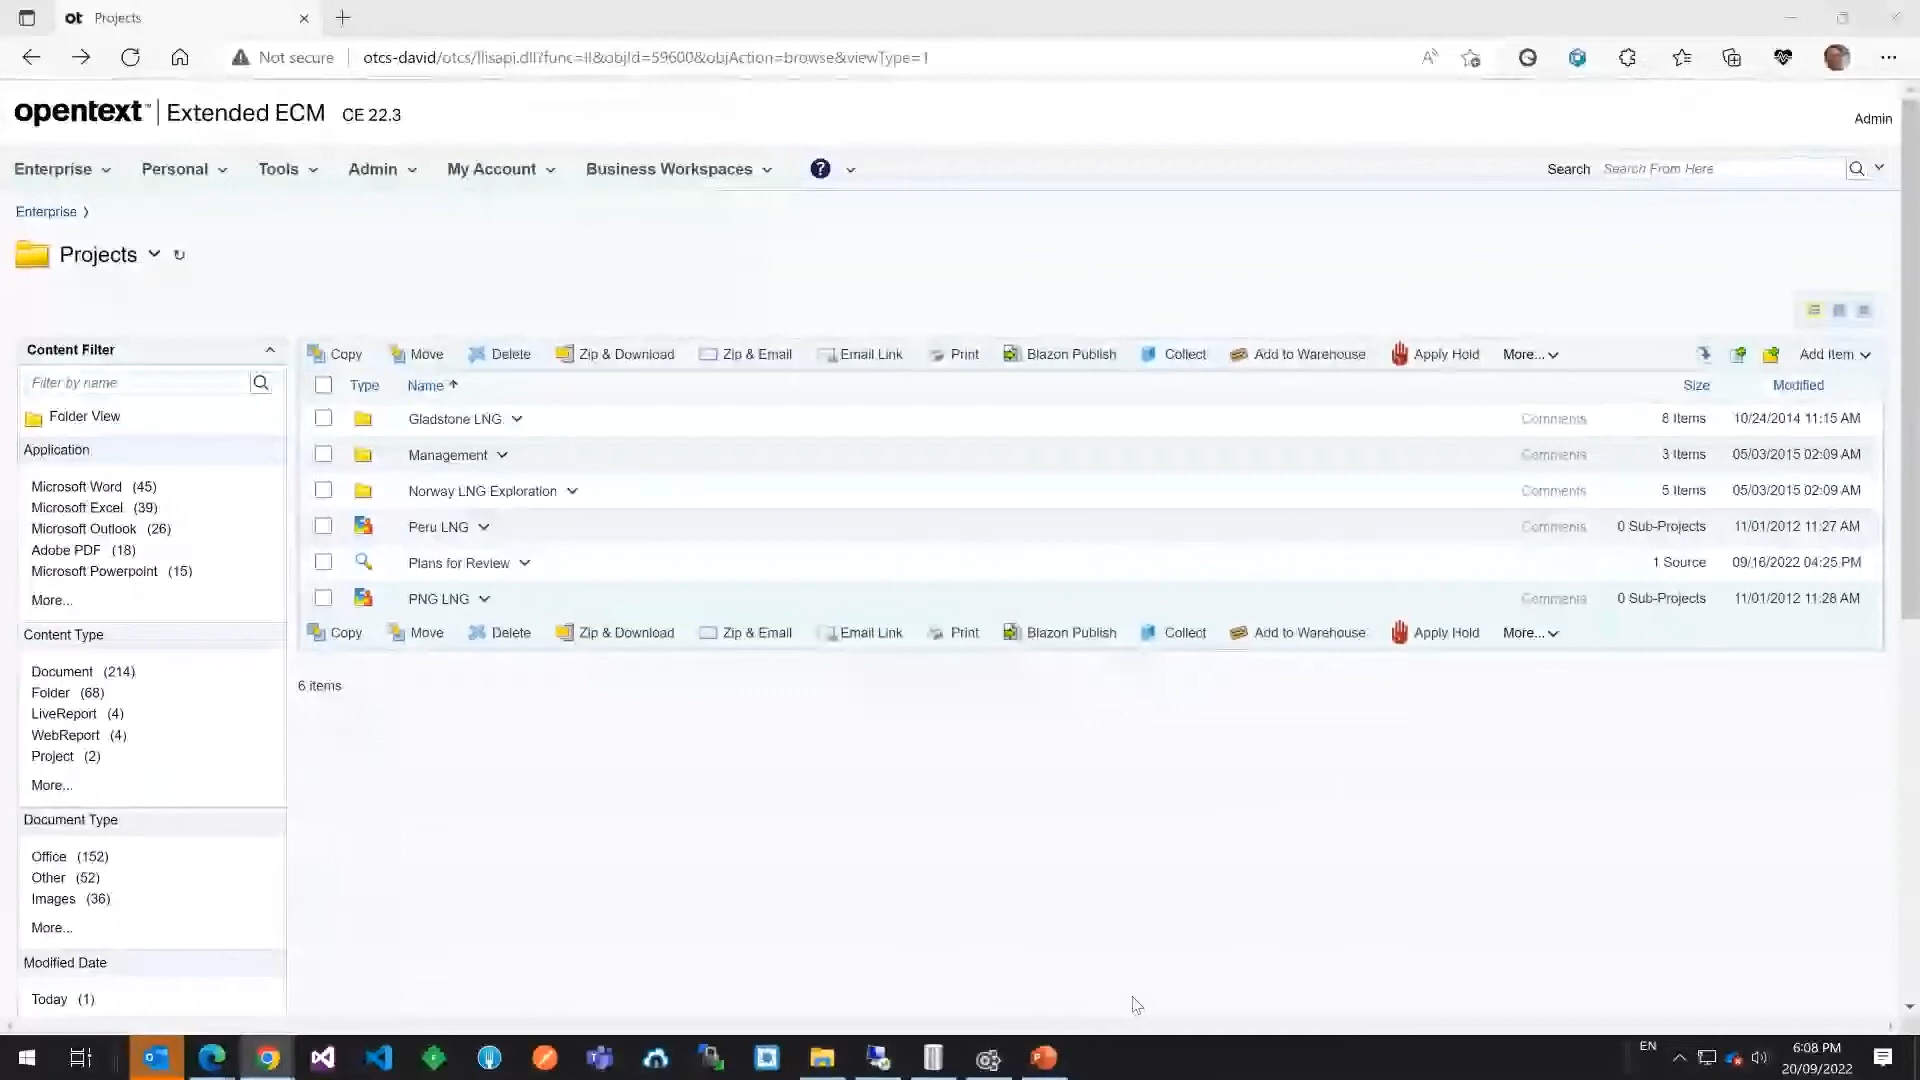 Projects
Not secure otcs-david/otcs/llisapi.dll?func=ll&objId=59600&objAction=browse&viewType=1
opentext™ | Extended ECM CE 22.3
Admin
Enterprise Personal Tools Admin My Account Business Workspaces ? Search Search From Here
Enterprise
Projects
Content Filter
Filter by name
Folder View
Application
Microsoft Word (45)
Microsoft Excel (39)
Microsoft Outlook (26)
Adobe PDF (18)
Microsoft Powerpoint (15)
More...
Content Type
Document (214)
Folder (68)
LiveReport (4)
WebReport (4)
Project (2)
More...
Document Type
Office (152)
Other (52)
Images (36)
More...
Modified Date
Today (1)
Copy Move Delete Zip & Download Zip & Email Email Link Print Blazon Publish Collect Add to Warehouse Apply Hold More... Add Item
Type Name Size Modified
Gladstone LNG Comments 8 Items 10/24/2014 11:15 AM
Management Comments 3 Items 05/03/2015 02:09 AM
Norway LNG Exploration Comments 5 Items 05/03/2015 02:09 AM
Peru LNG Comments 0 Sub-Projects 11/01/2012 11:27 AM
Plans for Review 1 Source 09/16/2022 04:25 PM
PNG LNG Comments 0 Sub-Projects 11/01/2012 11:28 AM
Copy Move Delete Zip & Download Zip & Email Email Link Print Blazon Publish Collect Add to Warehouse Apply Hold More...
6 items
EN
6:08 PM
20/09/2022